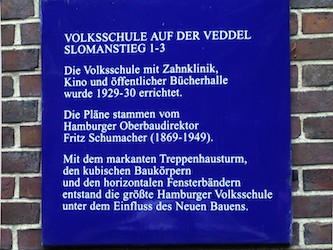 VOLKSSCHULE AUF DER VEDDEL
SLOMANSTIEG 1-3
Die Volksschule mit Zahnklinik,
Kino und öffentlicher Bücherhalle
wurde 1929-30 errichtet.
Die Pläne stammen vom
Hamburger Oberbaudirektor
Fritz Schumacher (1869-1949).
Mit dem markanten Treppenhausturm,
den kubischen Baukörpern
und den horizontalen Fensterbändern
entstand die größte Hamburger Volksschule
unter dem Einfluss des Neuen Bauens.